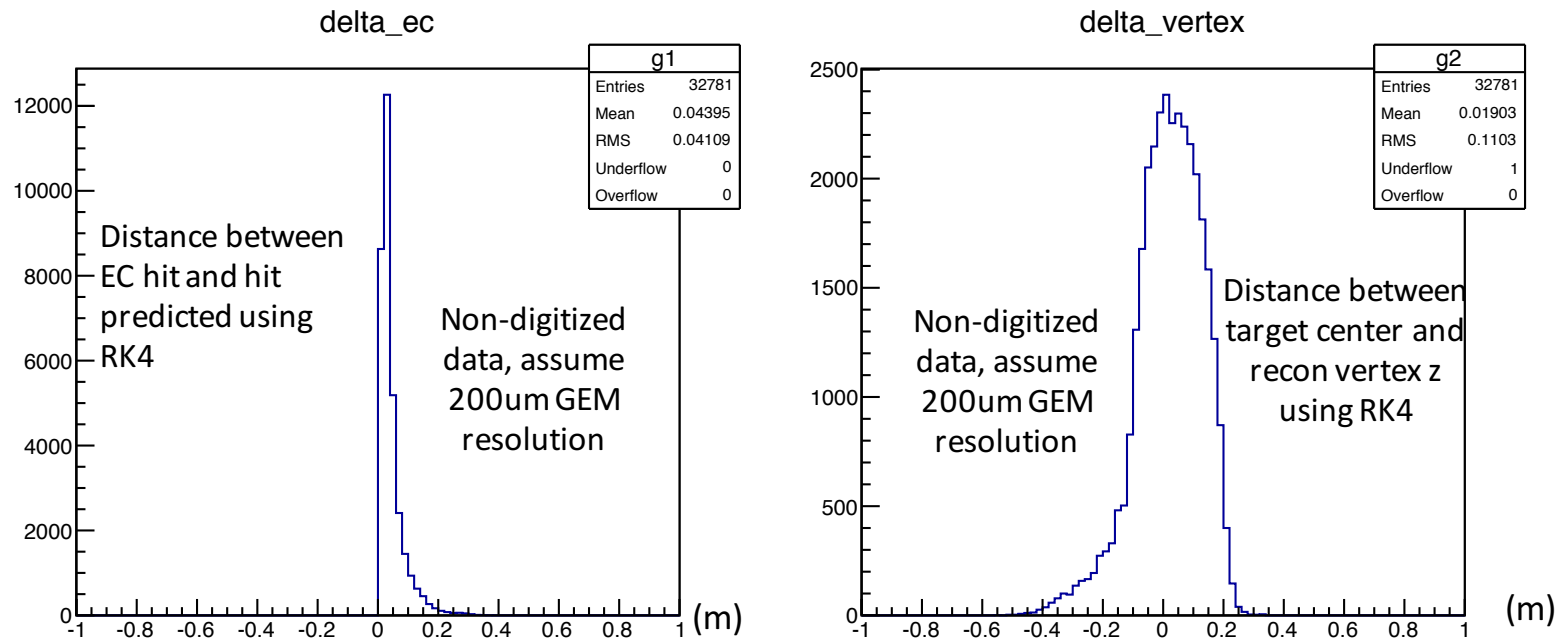 delta_ec
g1
Entries 32781
Mean 0.04395
RMS 0.04109
Underflow 0
Overflow 0
12000
10000
8000
6000
4000
2000
0
Distance between
EC hit and hit
predicted using
RK4
Non-digitized
data, assume
200um GEM
resolution
-1 -0.8 -0.6 -0.4 -0.2 0 0.2 0.4 0.6 0.8 1
(m)
delta_vertex
g2
Entries 32781
Mean 0.01903
RMS 0.1103
Underflow 1
Overflow 0
2500
2000
1500
1000
500
0
Non-digitized
data, assume
200um GEM
resolution
Distance between
target center and
recon vertex z
using RK4
-1 -0.8 -0.6 -0.4 -0.2 0 0.2 0.4 0.6 0.8 1
(m)